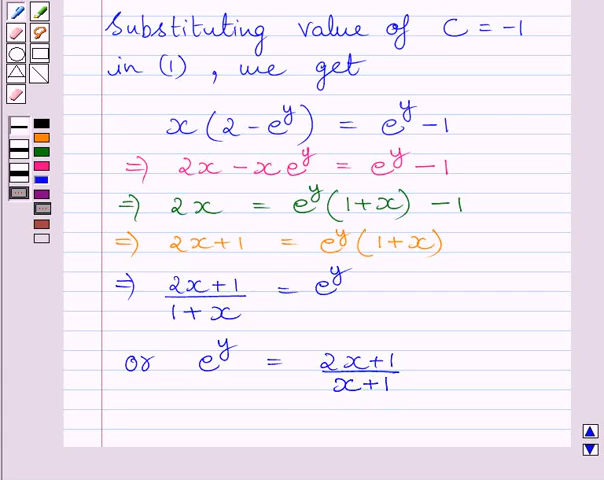 Substituting value of C = -1
in (1), we get
x(2 - e^y) = e^y - 1
⇒ 2x - xe^y = e^y - 1
⇒ 2x = e^y(1+x) - 1
⇒ 2x+1 = e^y(1+x)
⇒ (2x+1)/(1+x) = e^y
or e^y = (2x+1)/(x+1)